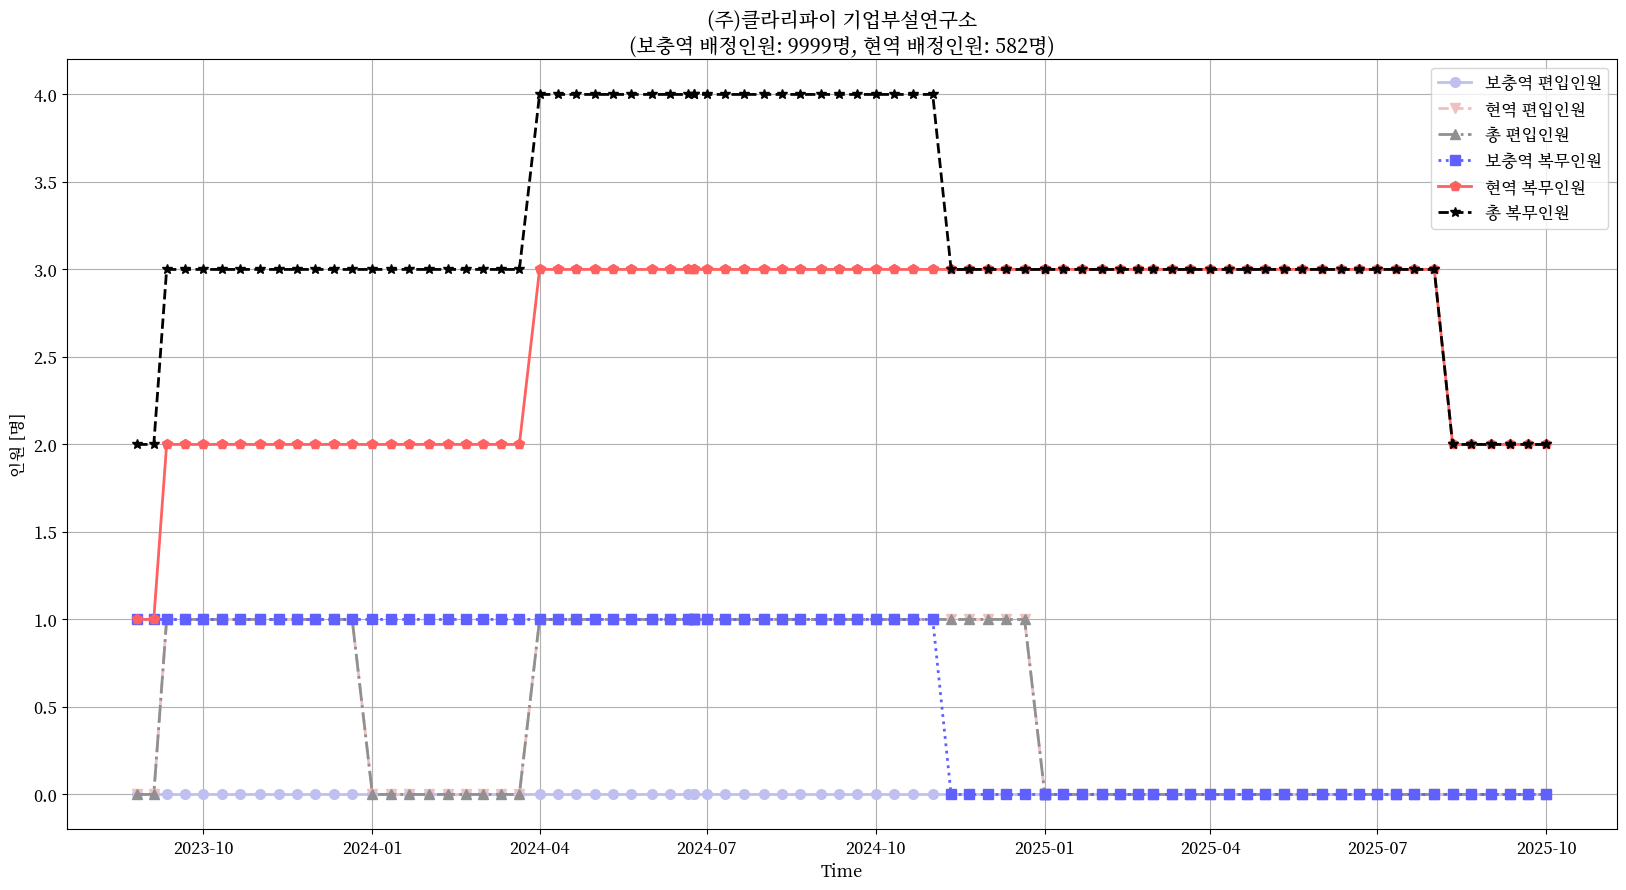 (주)클라리파이 기업부설연구소
(보충역 배정인원: 9999명, 현역 배정인원: 582명)
보충역 편입인원
현역 편입인원
총 편입인원
보충역 복무인원
현역 복무인원
총 복무인원
인원 [명]
4.0
3.5
3.0
2.5
2.0
1.5
1.0
0.5
0.0
2023-10
2024-01
2024-04
2024-07
2024-10
2025-01
2025-04
2025-07
2025-10
Time